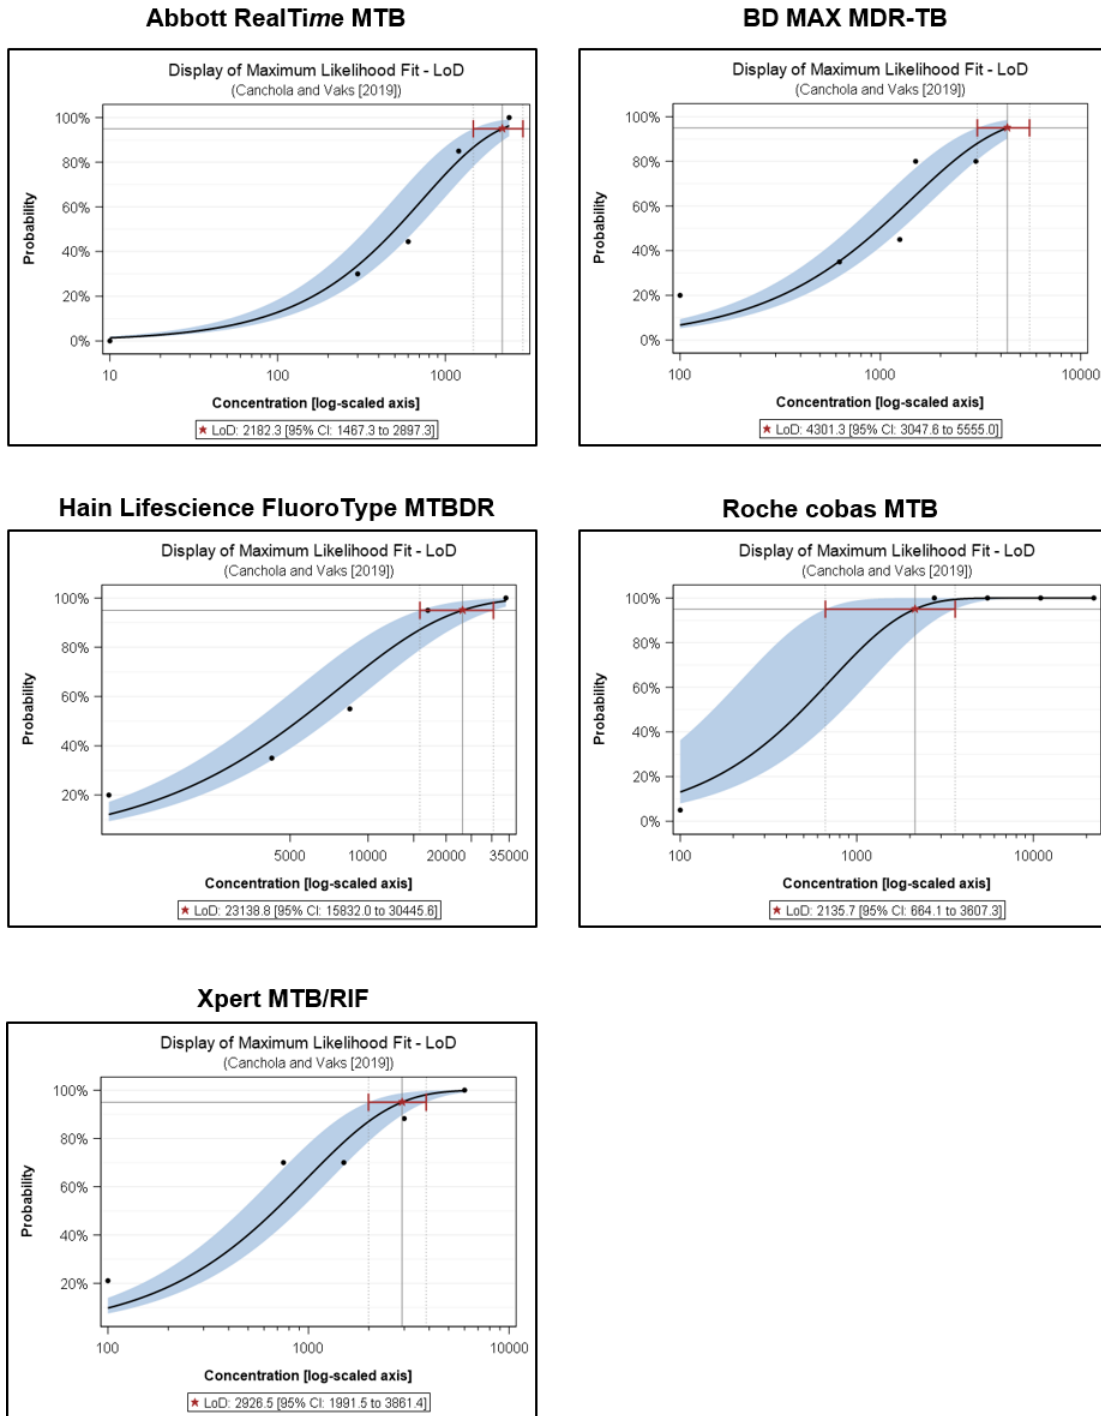 Abbott RealTime MTB
Display of Maximum Likelihood Fit - LoD
(Canchola and Vaks [2019])
100%
80%
60%
40%
20%
0%
Probability
10
100
1000
Concentration [log-scaled axis]
★ LoD: 2182.3 [95% CI: 1467.3 to 2897.3]
BD MAX MDR-TB
Display of Maximum Likelihood Fit - LoD
(Canchola and Vaks [2019])
100%
80%
60%
40%
20%
0%
Probability
100
1000
10000
Concentration [log-scaled axis]
★ LoD: 4301.3 [95% CI: 3047.6 to 5555.0]
Hain Lifescience FluoroType MTBDR
Display of Maximum Likelihood Fit - LoD
(Canchola and Vaks [2019])
100%
80%
60%
40%
20%
Probability
5000
10000
20000
35000
Concentration [log-scaled axis]
★ LoD: 23138.8 [95% CI: 15832.0 to 30445.6]
Roche cobas MTB
Display of Maximum Likelihood Fit - LoD
(Canchola and Vaks [2019])
100%
80%
60%
40%
20%
0%
Probability
100
1000
10000
Concentration [log-scaled axis]
★ LoD: 2135.7 [95% CI: 664.1 to 3607.3]
Xpert MTB/RIF
Display of Maximum Likelihood Fit - LoD
(Canchola and Vaks [2019])
100%
80%
60%
40%
20%
Probability
100
1000
10000
Concentration [log-scaled axis]
★ LoD: 2926.5 [95% CI: 1991.5 to 3861.4]